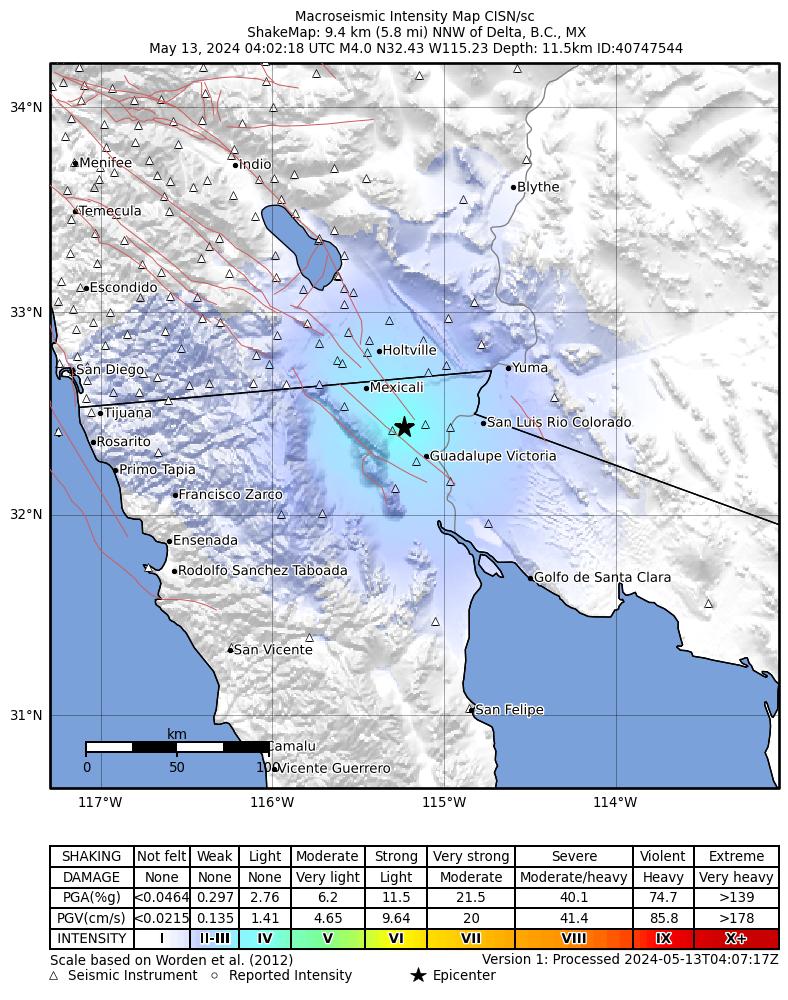 Macroseismic Intensity Map CISN/sc
ShakeMap: 9.4 km (5.8 mi) NNW of Delta, B.C., MX
May 13, 2024 04:02:18 UTC M4.0 N32.43 W115.23 Depth: 11.5km ID:40747544
34°N
Menifee
Indio
Blythe
Temecula
Escondido
33°N
Holtville
San Diego
Yuma
Mexicali
Tijuana
San Luis Rio Colorado
Rosarito
Guadalupe Victoria
Primo Tapia
Francisco Zarco
32°N
Ensenada
Rodolfo Sanchez Taboada
Golfo de Santa Clara
San Vicente
31°N
San Felipe
km
Camalu
0 50 100
Vicente Guerrero
117°W 116°W 115°W 114°W
SHAKING Not felt Weak Light Moderate Strong Very strong Severe Violent Extreme
DAMAGE None None None Very light Light Moderate Moderate/heavy Heavy Very heavy
PGA(%g) <0.0464 0.297 2.76 6.2 11.5 21.5 40.1 74.7 >139
PGV(cm/s) <0.0215 0.135 1.41 4.65 9.64 20 41.4 85.8 >178
INTENSITY I II-III IV V VI VII VIII IX X+
Scale based on Worden et al. (2012) Version 1: Processed 2024-05-13T04:07:17Z
Seismic Instrument Reported Intensity Epicenter